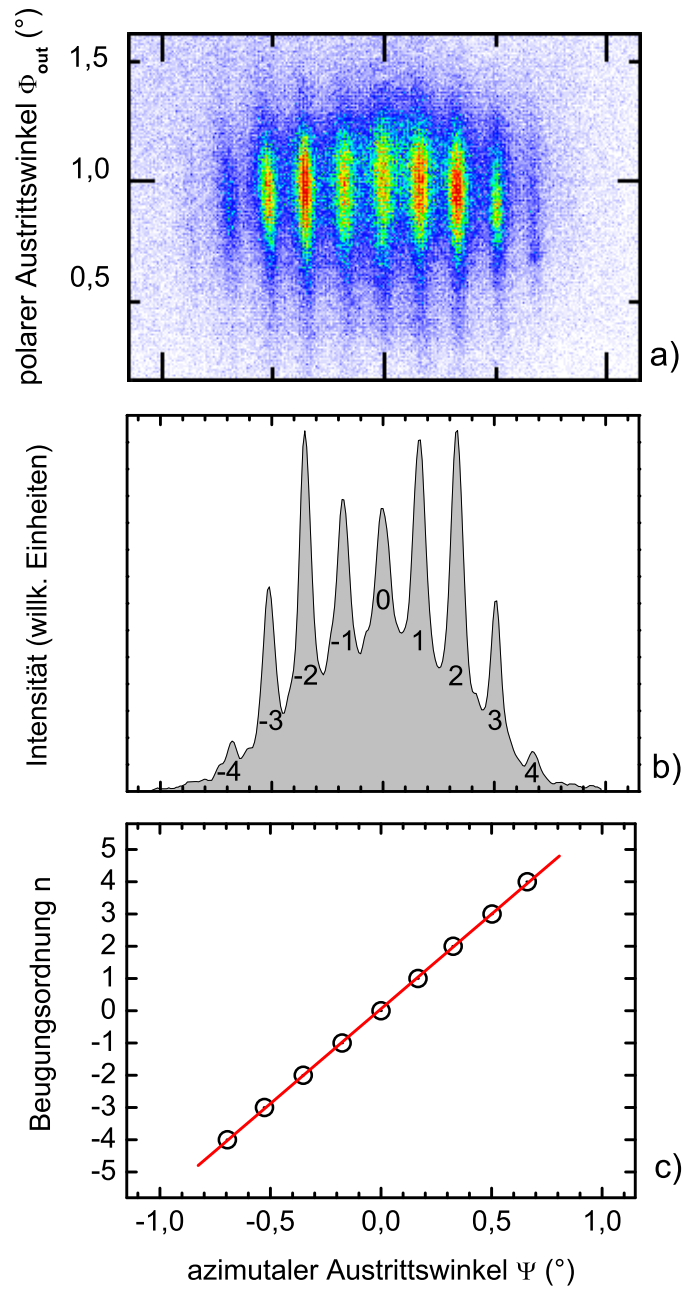 polarer Austrittswinkel Φout (°)
1,5
1,0
0,5
a)
Intensität (willk. Einheiten)
-4
-3
-2
-1
0
1
2
3
4
b)
Beugungsordnung n
5
4
3
2
1
0
-1
-2
-3
-4
-5
c)
-1,0 -0,5 0,0 0,5 1,0
azimutaler Austrittswinkel Ψ (°)